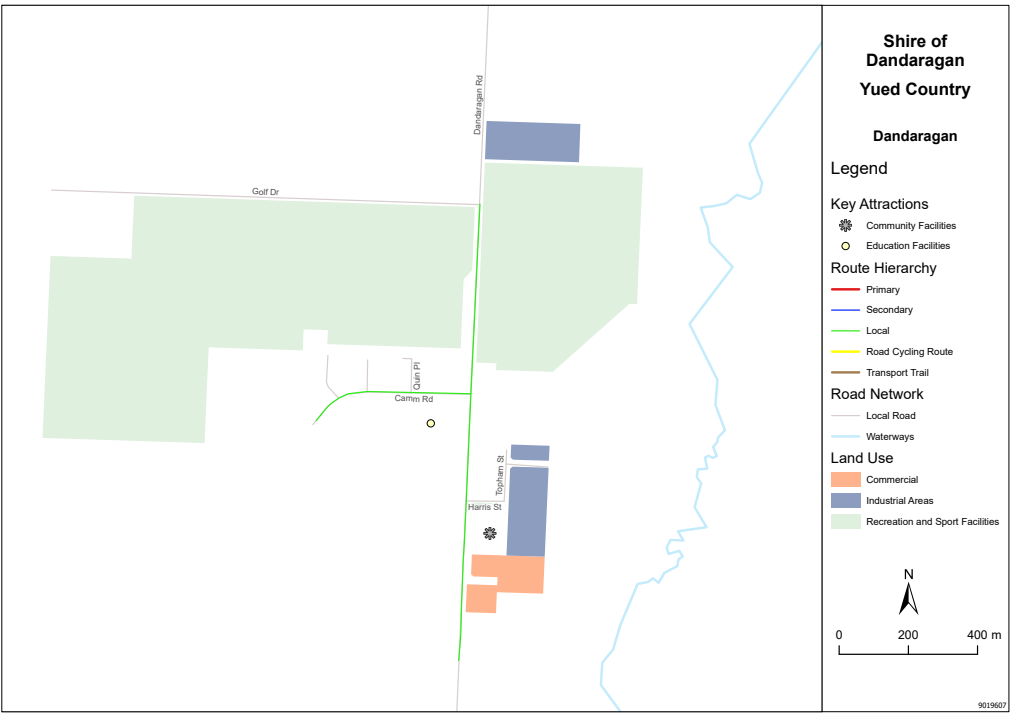 Shire of
Dandaragan
Yued Country
Dandaragan
Legend
Key Attractions
Community Facilities
Education Facilities
Route Hierarchy
Primary
Secondary
Local
Road Cycling Route
Transport Trail
Road Network
Local Road
Waterways
Land Use
Commercial
Industrial Areas
Recreation and Sport Facilities
N
0 200 400 m
9019607
Dandaragan Rd
Golf Dr
Quin Pl
Camm Rd
Topham St
Harris St